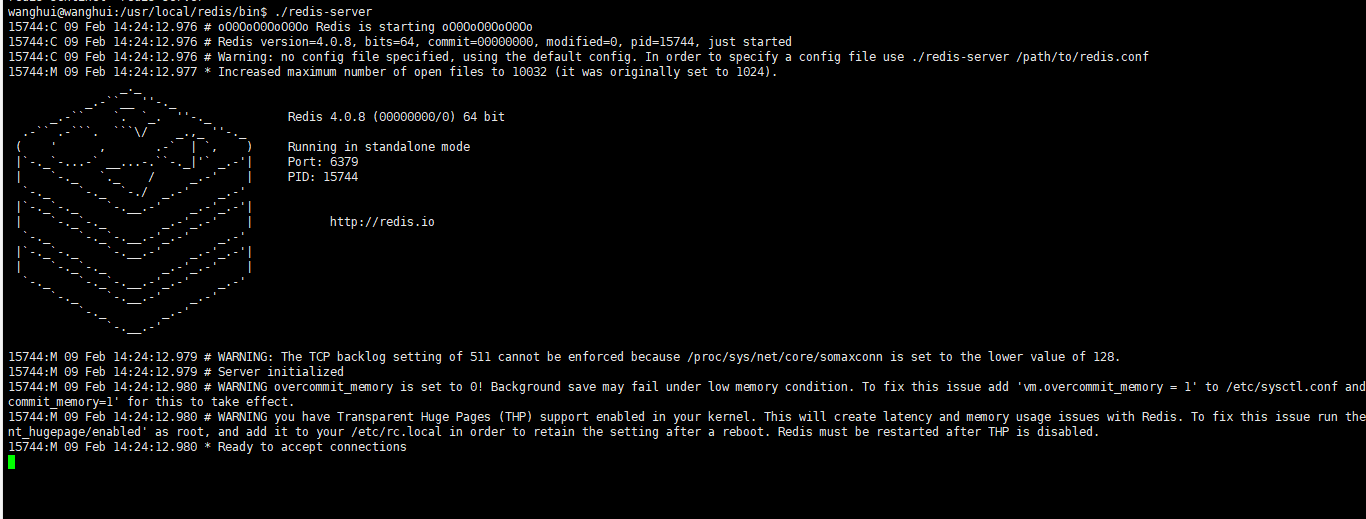 wanghui@wanghui:/usr/local/redis/bin$ ./redis-server
15744:C 09 Feb 14:24:12.976 # oO0OoO0OoO0Oo Redis is starting oO0OoO0OoO0Oo
15744:C 09 Feb 14:24:12.976 # Redis version=4.0.8, bits=64, commit=00000000, modified=0, pid=15744, just started
15744:C 09 Feb 14:24:12.976 # Warning: no config file specified, using the default config. In order to specify a config file use ./redis-server /path/to/redis.conf
15744:M 09 Feb 14:24:12.977 * Increased maximum number of open files to 10032 (it was originally set to 1024).
Redis 4.0.8 (00000000/0) 64 bit
Running in standalone mode
Port: 6379
PID: 15744
http://redis.io
15744:M 09 Feb 14:24:12.979 # WARNING: The TCP backlog setting of 511 cannot be enforced because /proc/sys/net/core/somaxconn is set to the lower value of 128.
15744:M 09 Feb 14:24:12.979 # Server initialized
15744:M 09 Feb 14:24:12.980 # WARNING overcommit_memory is set to 0! Background save may fail under low memory condition. To fix this issue add 'vm.overcommit_memory = 1' to /etc/sysctl.conf and
commit_memory=1' for this to take effect.
15744:M 09 Feb 14:24:12.980 # WARNING you have Transparent Huge Pages (THP) support enabled in your kernel. This will create latency and memory usage issues with Redis. To fix this issue run the
nt_hugepage/enabled' as root, and add it to your /etc/rc.local in order to retain the setting after a reboot. Redis must be restarted after THP is disabled.
15744:M 09 Feb 14:24:12.980 * Ready to accept connections